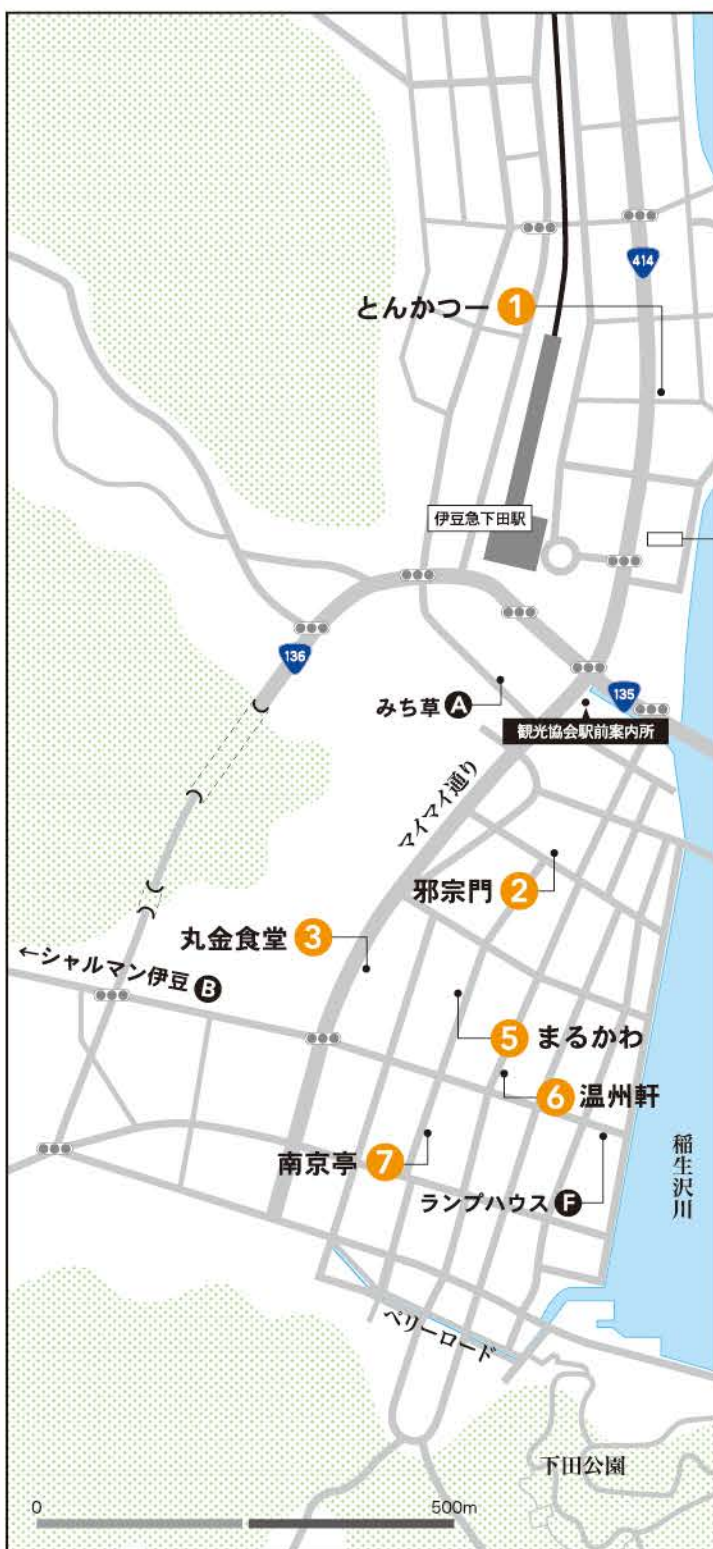 414
とんかつ一 1
伊豆急下田駅
136
135
みち草 A
観光協会駅前案内所
マイマイ通り
邪宗門 2
丸金食堂 3
←シャルマン伊豆 B
5 まるかわ
6 温州軒
南京亭 7
ランプハウス F
稲生沢川
ペリーロード
下田公園
0 500m